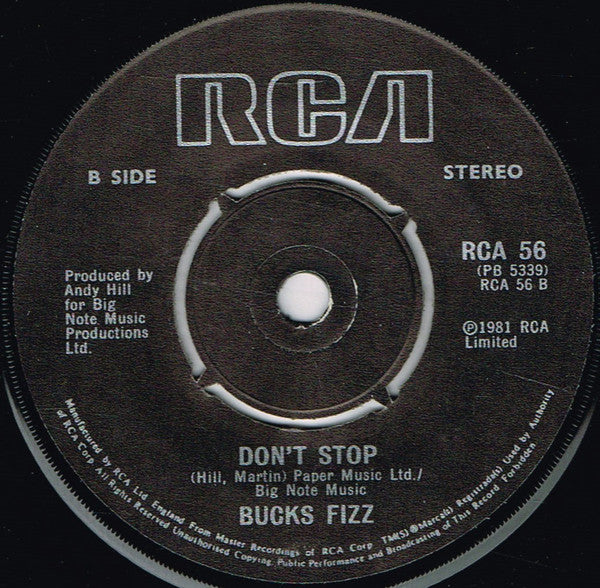 RCA
B SIDE
STEREO
RCA 56
(PB 5339)
RCA 56 B
Produced by
Andy Hill
for Big
Note Music
Productions
Ltd.
℗1981 RCA
Limited
DON'T STOP
(Hill, Martin) Paper Music Ltd./
Big Note Music
BUCKS FIZZ
Manufactured by RCA Ltd. England From Master Recordings of RCA Corp TM(S)®Marca(s) Registrada(s) Used by Authority
of RCA Corp All Rights Reserved Unauthorised Copying, Public Performance and Broadcasting of This Record Forbidden